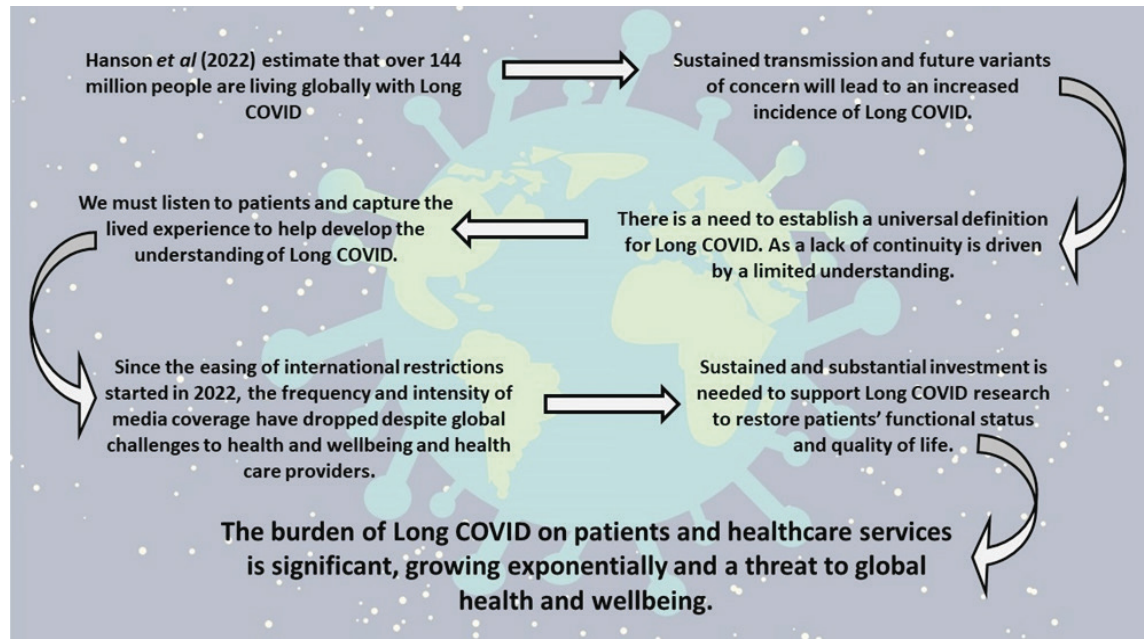 Hanson et al (2022) estimate that over 144
million people are living globally with Long
COVID
Sustained transmission and future variants
of concern will lead to an increased
incidence of Long COVID.
There is a need to establish a universal definition
for Long COVID. As a lack of continuity is driven
by a limited understanding.
We must listen to patients and capture the
lived experience to help develop the
understanding of Long COVID.
Since the easing of international restrictions
started in 2022, the frequency and intensity of
media coverage have dropped despite global
challenges to health and wellbeing and health
care providers.
Sustained and substantial investment is
needed to support Long COVID research
to restore patients’ functional status
and quality of life.
The burden of Long COVID on patients and healthcare services
is significant, growing exponentially and a threat to global
health and wellbeing.